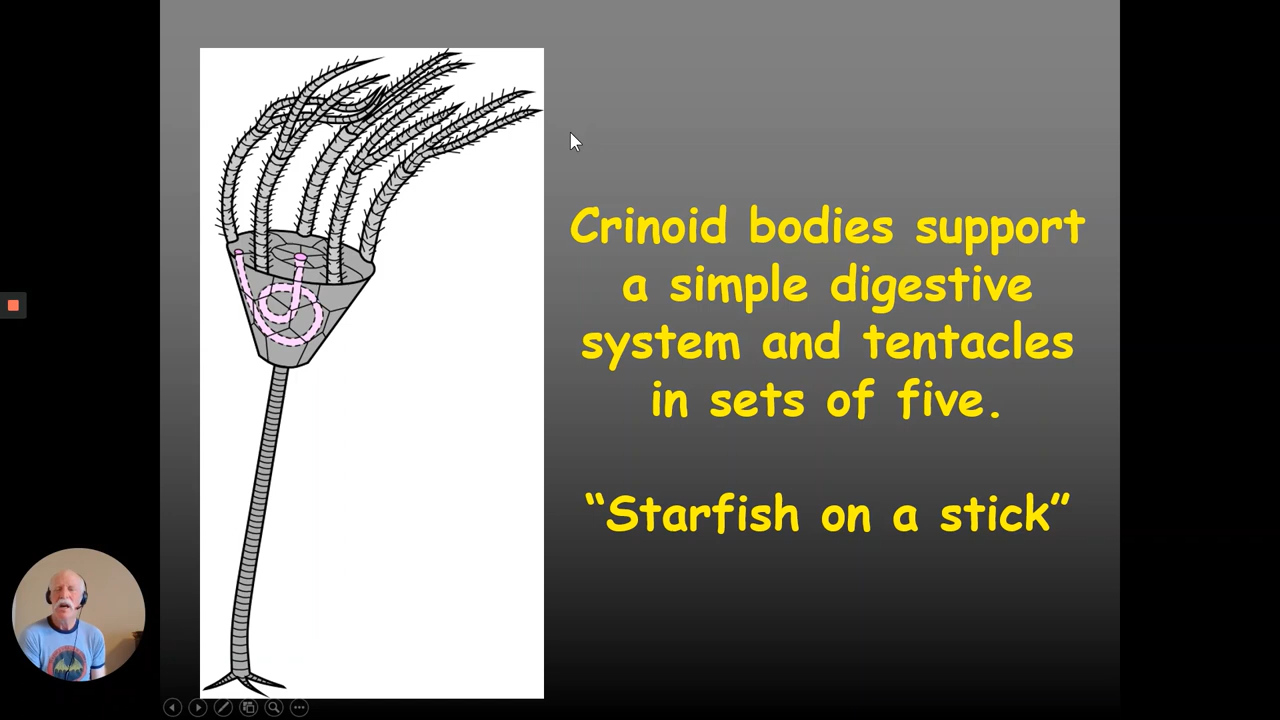 Crinoid bodies support
a simple digestive
system and tentacles
in sets of five.
“Starfish on a stick”